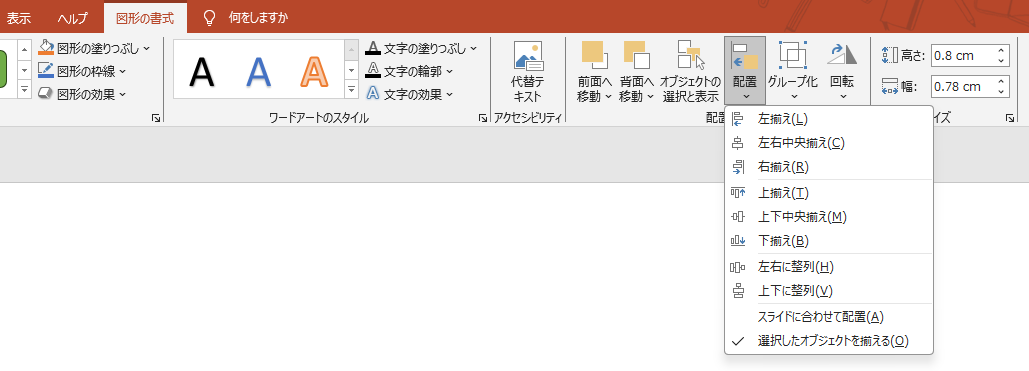 表示 ヘルプ 図形の書式 何をしますか
図形の塗りつぶし
図形の枠線
図形の効果
A A A
文字の塗りつぶし
文字の輪郭
文字の効果
ワードアートのスタイル
代替テ
キスト
アクセシビリティ
前面へ
移動
背面へ
移動
オブジェクトの
選択と表示
配置
グループ化
回転
配
高さ: 0.8 cm
幅: 0.78 cm
イズ
左揃え(L)
左右中央揃え(C)
右揃え(R)
上揃え(T)
上下中央揃え(M)
下揃え(B)
左右に整列(H)
上下に整列(V)
スライドに合わせて配置(A)
選択したオブジェクトを揃える(O)